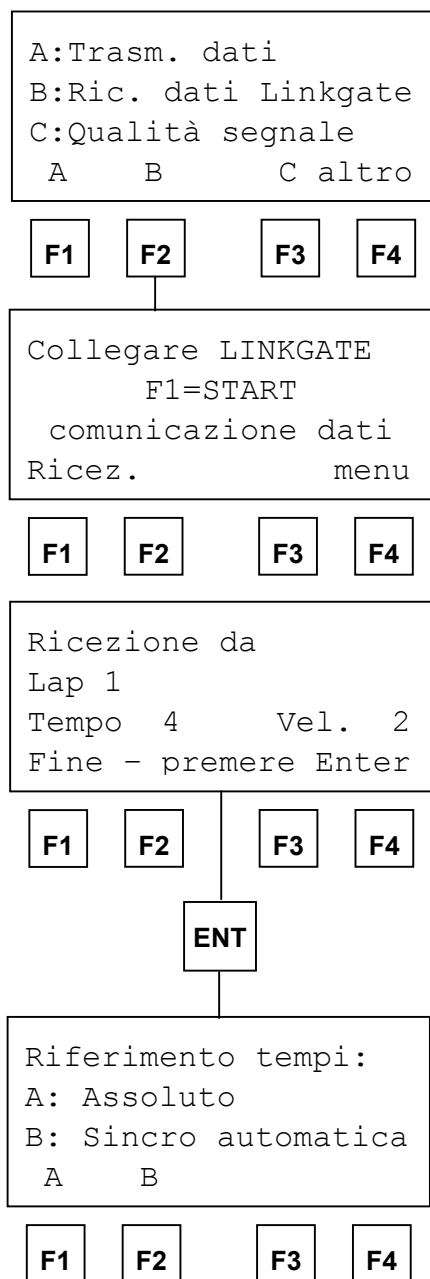 A:Trasm. dati
B:Ric. dati Linkgate
C:Qualità segnale
A B C altro
F1 F2 F3 F4
Collegare LINKGATE
F1=START
comunicazione dati
Ricez. menu
F1 F2 F3 F4
Ricezione da
Lap 1
Tempo 4 Vel. 2
Fine – premere Enter
F1 F2 F3 F4
ENT
Riferimento tempi:
A: Assoluto
B: Sincro automatica
A B
F1 F2 F3 F4